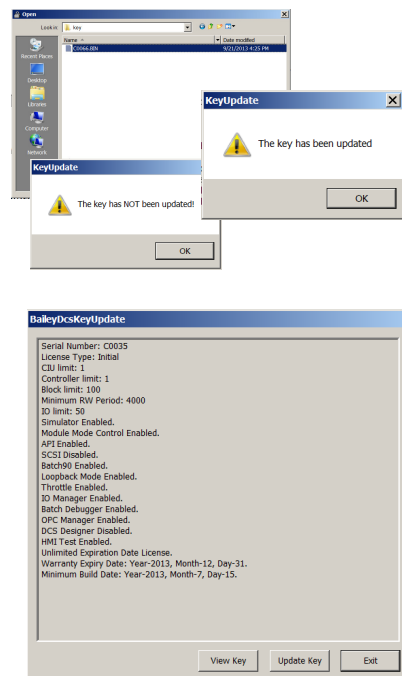 Open
Look in:
key
Name
Date modified
C0066.BIN
9/21/2013 4:25 PM
Recent Places
Desktop
Libraries
Computer
Network
KeyUpdate
The key has been updated
OK
KeyUpdate
The key has NOT been updated!
OK
BaileyDcsKeyUpdate
Serial Number: C0035
License Type: Initial
CIU limit: 1
Controller limit: 1
Block limit: 100
Minimum RW Period: 4000
IO limit: 50
Simulator Enabled.
Module Mode Control Enabled.
API Enabled.
SCSI Disabled.
Batch90 Enabled.
Loopback Mode Enabled.
Throttle Enabled.
IO Manager Enabled.
Batch Debugger Enabled.
OPC Manager Enabled.
DCS Designer Disabled.
HMI Test Enabled.
Unlimited Expiration Date License.
Warranty Expiry Date: Year-2013, Month-12, Day-31.
Minimum Build Date: Year-2013, Month-7, Day-15.
View Key
Update Key
Exit